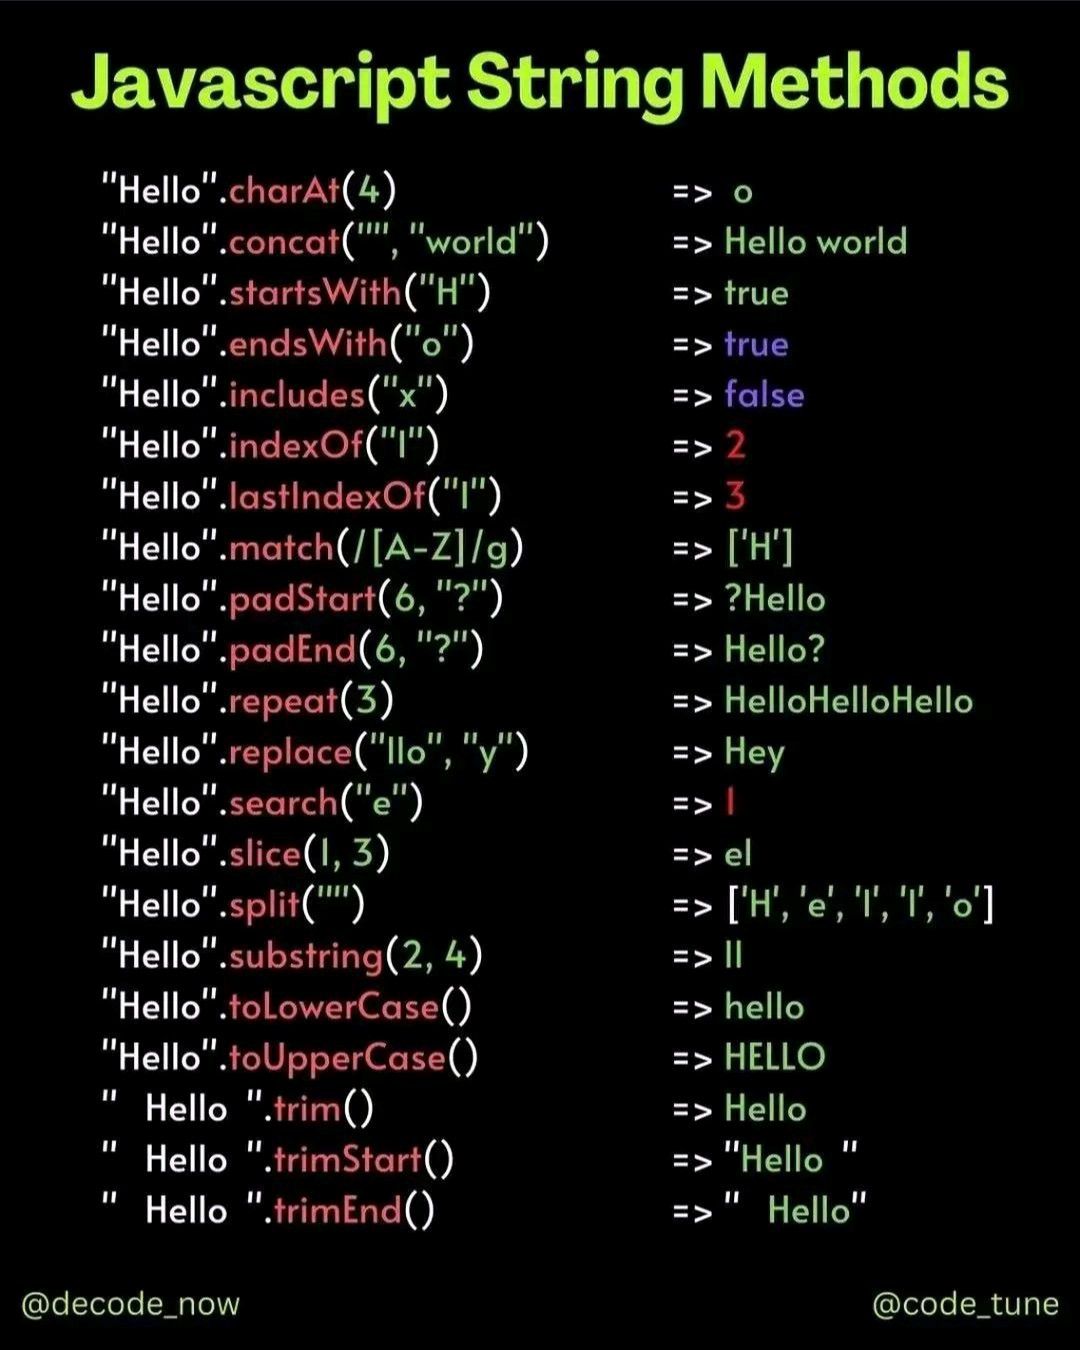 Javascript String Methods
"Hello".charAt(4) => o
"Hello".concat("", "world") => Hello world
"Hello".startsWith("H") => true
"Hello".endsWith("o") => true
"Hello".includes("x") => false
"Hello".indexOf("l") => 2
"Hello".lastIndexOf("l") => 3
"Hello".match(/[A-Z]/g) => ['H']
"Hello".padStart(6, "?") => ?Hello
"Hello".padEnd(6, "?") => Hello?
"Hello".repeat(3) => HelloHelloHello
"Hello".replace("llo", "y") => Hey
"Hello".search("e") => 1
"Hello".slice(1, 3) => el
"Hello".split("") => ['H', 'e', 'l', 'l', 'o']
"Hello".substring(2, 4) => ll
"Hello".toLowerCase() => hello
"Hello".toUpperCase() => HELLO
"  Hello ".trim() => Hello
"  Hello ".trimStart() => "Hello "
"  Hello ".trimEnd() => "  Hello"
@decode_now @code_tune